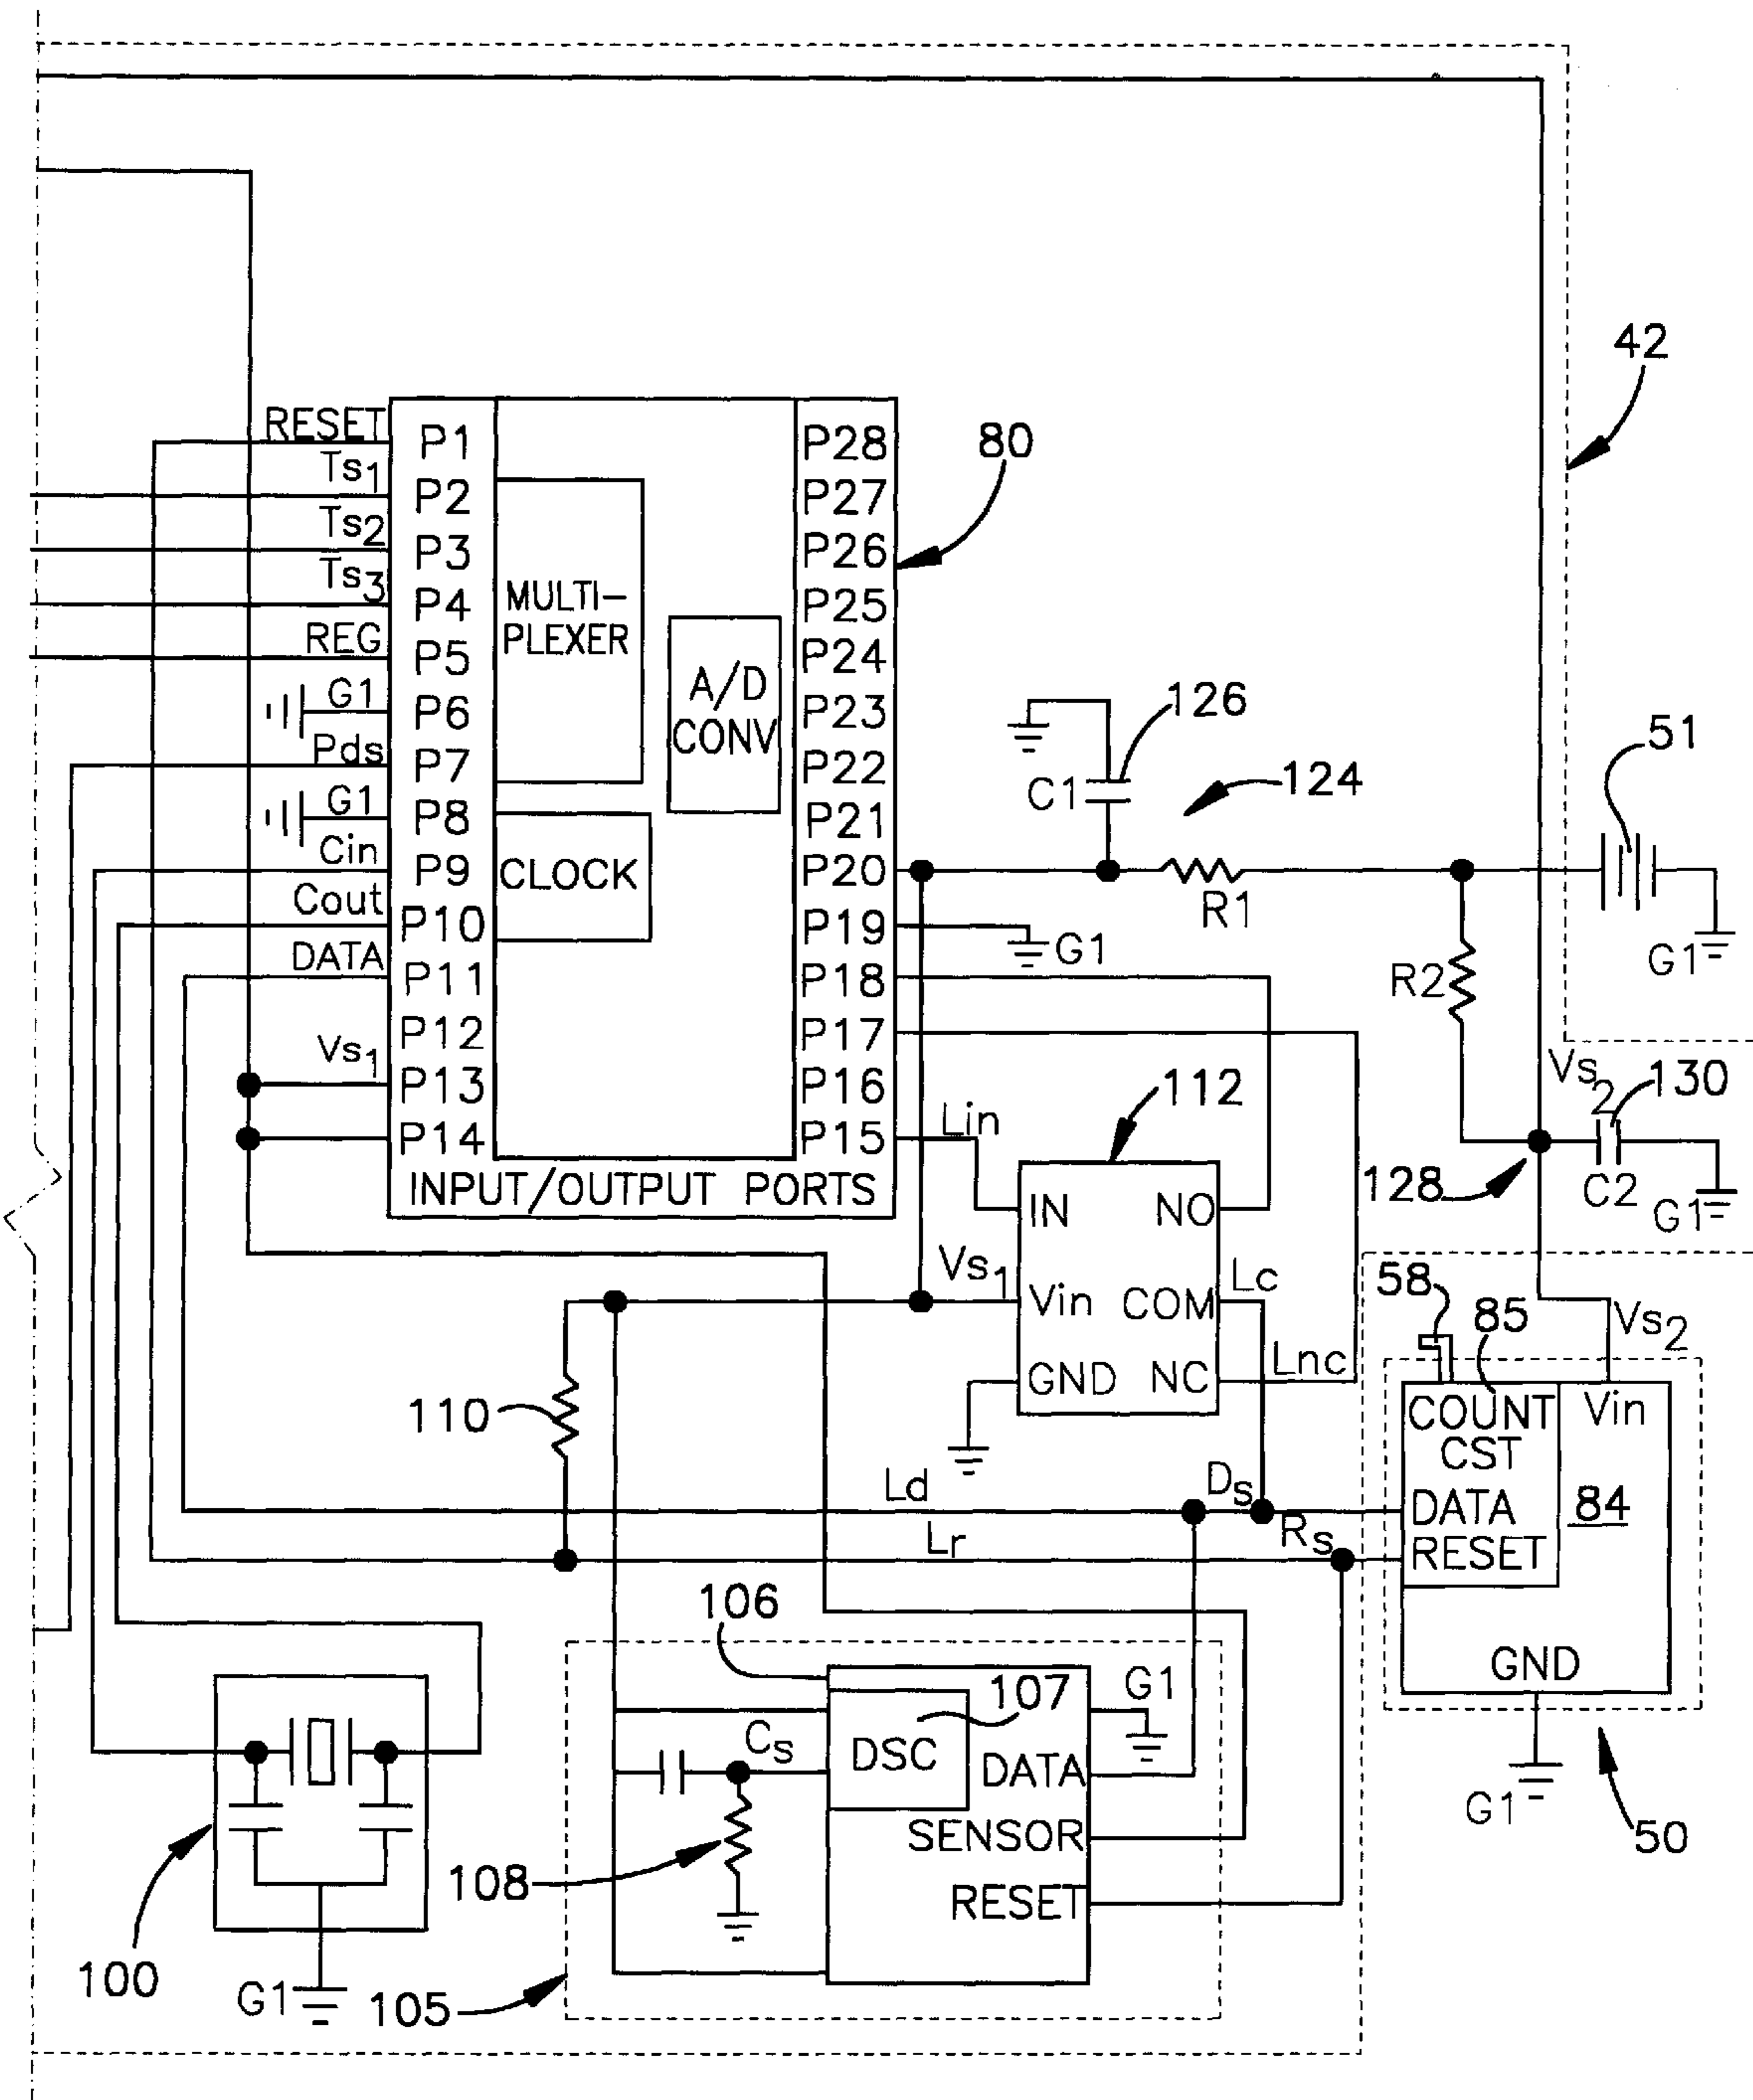 42
RESET
Ts1
Ts2
Ts3
REG
G1
Pds
G1
Cin
Cout
DATA
Vs1
P1
P2
P3
P4
P5
P6
P7
P8
P9
P10
P11
P12
P13
P14
MULTI-
PLEXER
CLOCK
A/D
CONV
P28
P27
P26
P25
P24
P23
P22
P21
P20
P19
P18
P17
P16
P15
INPUT/OUTPUT PORTS
80
126
C1
124
R1
51
G1
G1
R2
Vs2
130
128
C2
G1
Lin
112
IN
NO
Vs1
Vin
COM
Lc
GND
NC
Lnc
58
85
Vs2
COUNT
CST
Vin
DATA
RESET
84
GND
G1
50
110
Ld
Ds
Lr
Rs
106
107
G1
Cs
DSC
DATA
SENSOR
RESET
108
105
100
G1